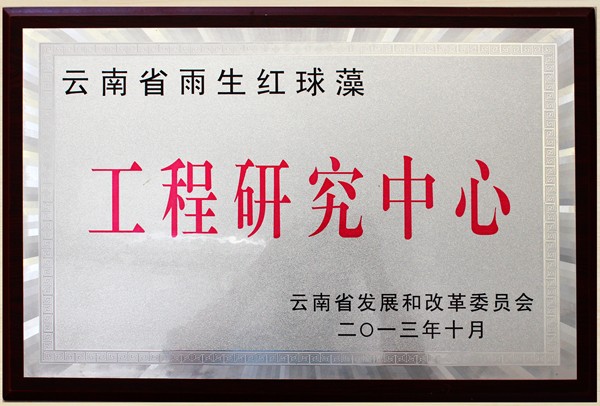 云南省雨生红球藻
工程研究中心
云南省发展和改革委员会
二〇一三年十月